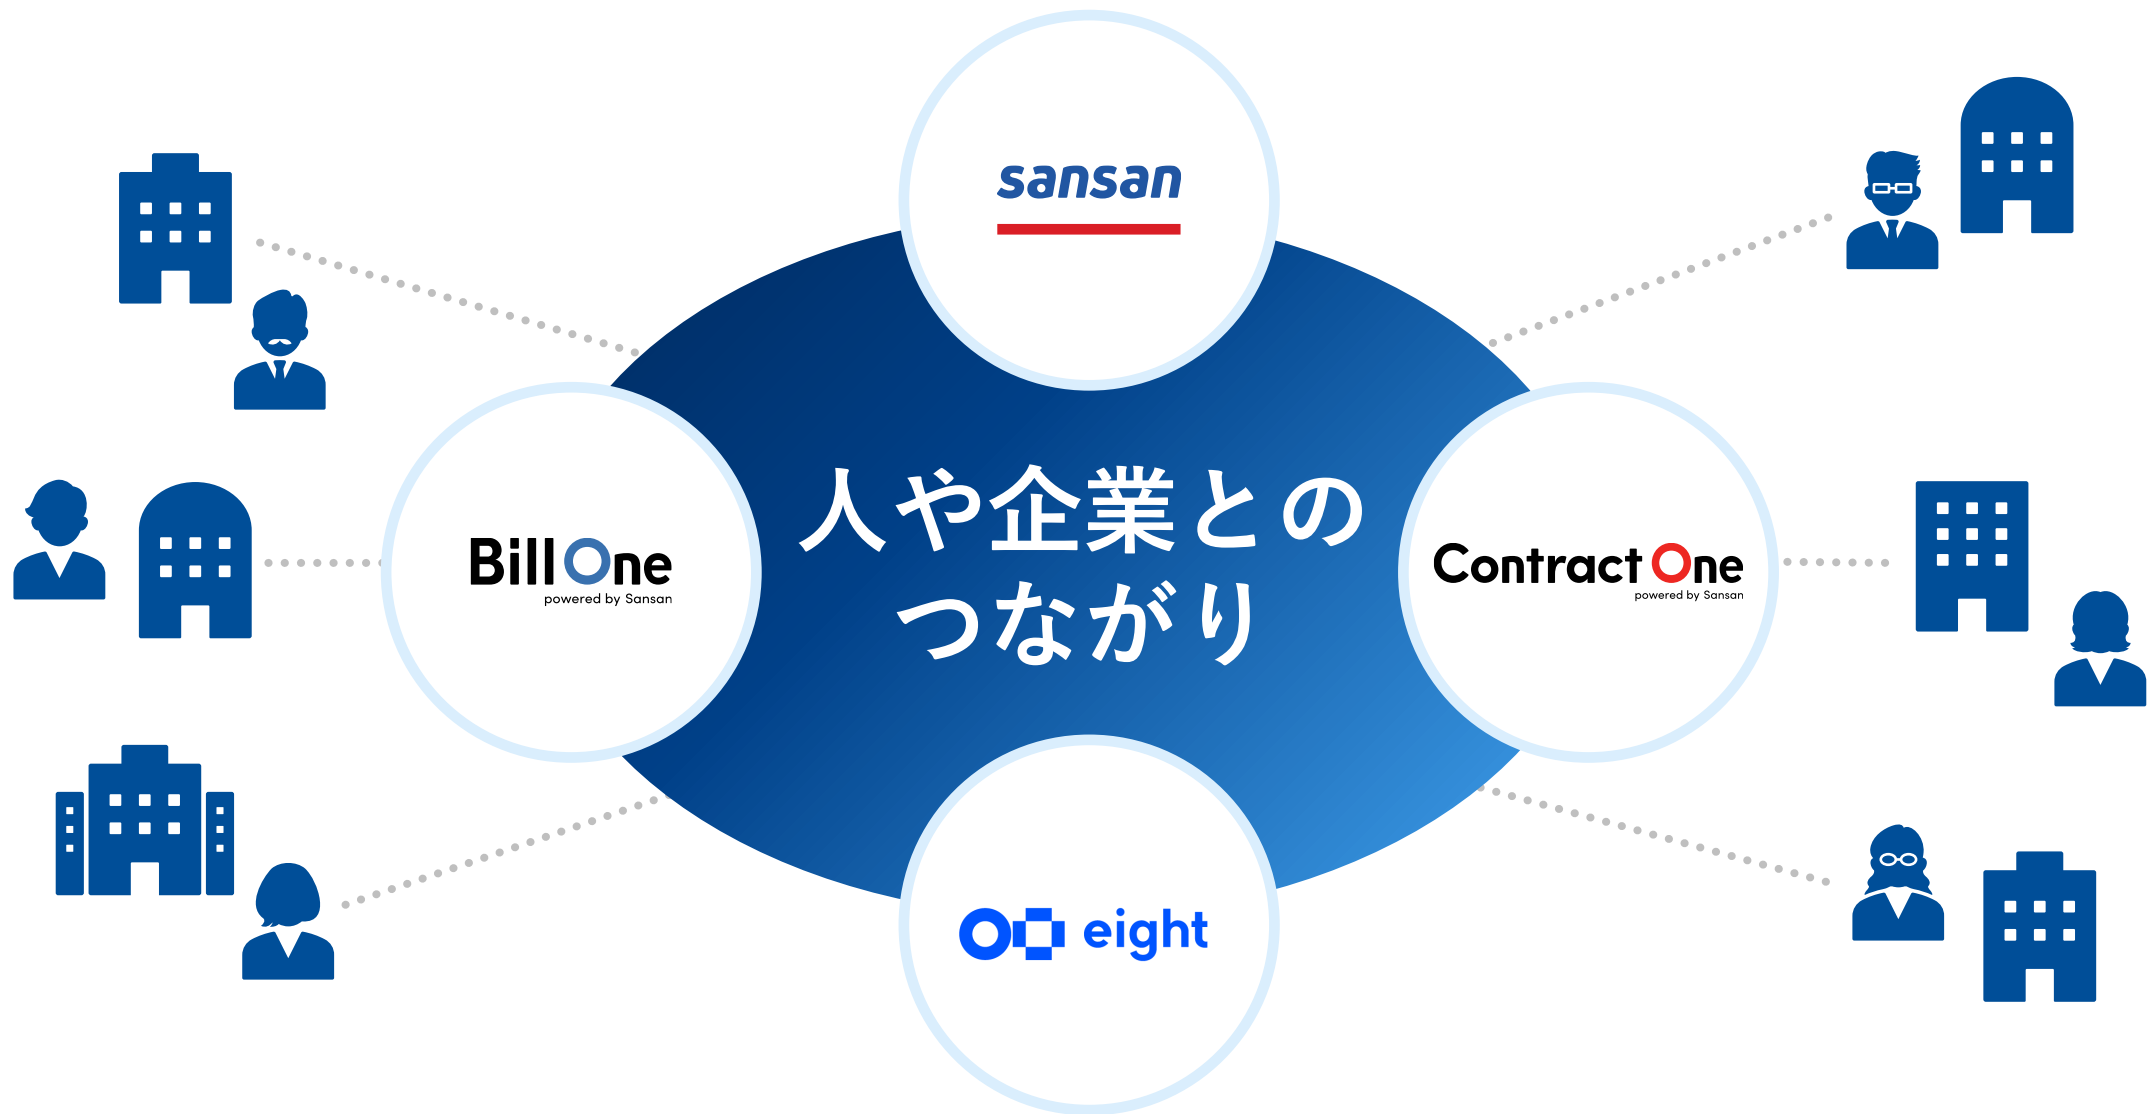 sansan
人や企業との
つながり
Bill One
powered by Sansan
Contract One
powered by Sansan
eight